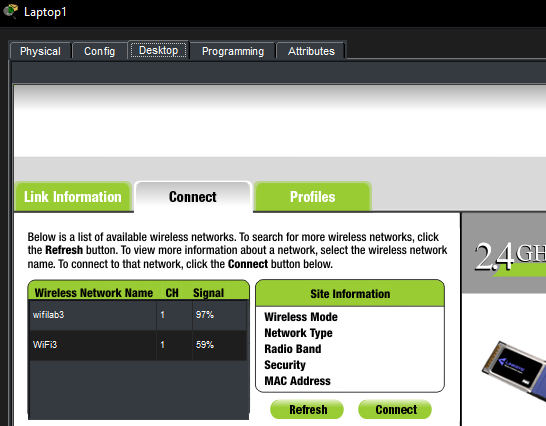 Laptop1
Physical Config Desktop Programming Attributes
Link Information Connect Profiles
Below is a list of available wireless networks. To search for more wireless networks, click
the Refresh button. To view more information about a network, select the wireless network
name. To connect to that network, click the Connect button below.
2.4GH
Wireless Network Name CH Signal
wifilab3 1 97%
WiFi3 1 59%
Site Information
Wireless Mode
Network Type
Radio Band
Security
MAC Address
Refresh Connect